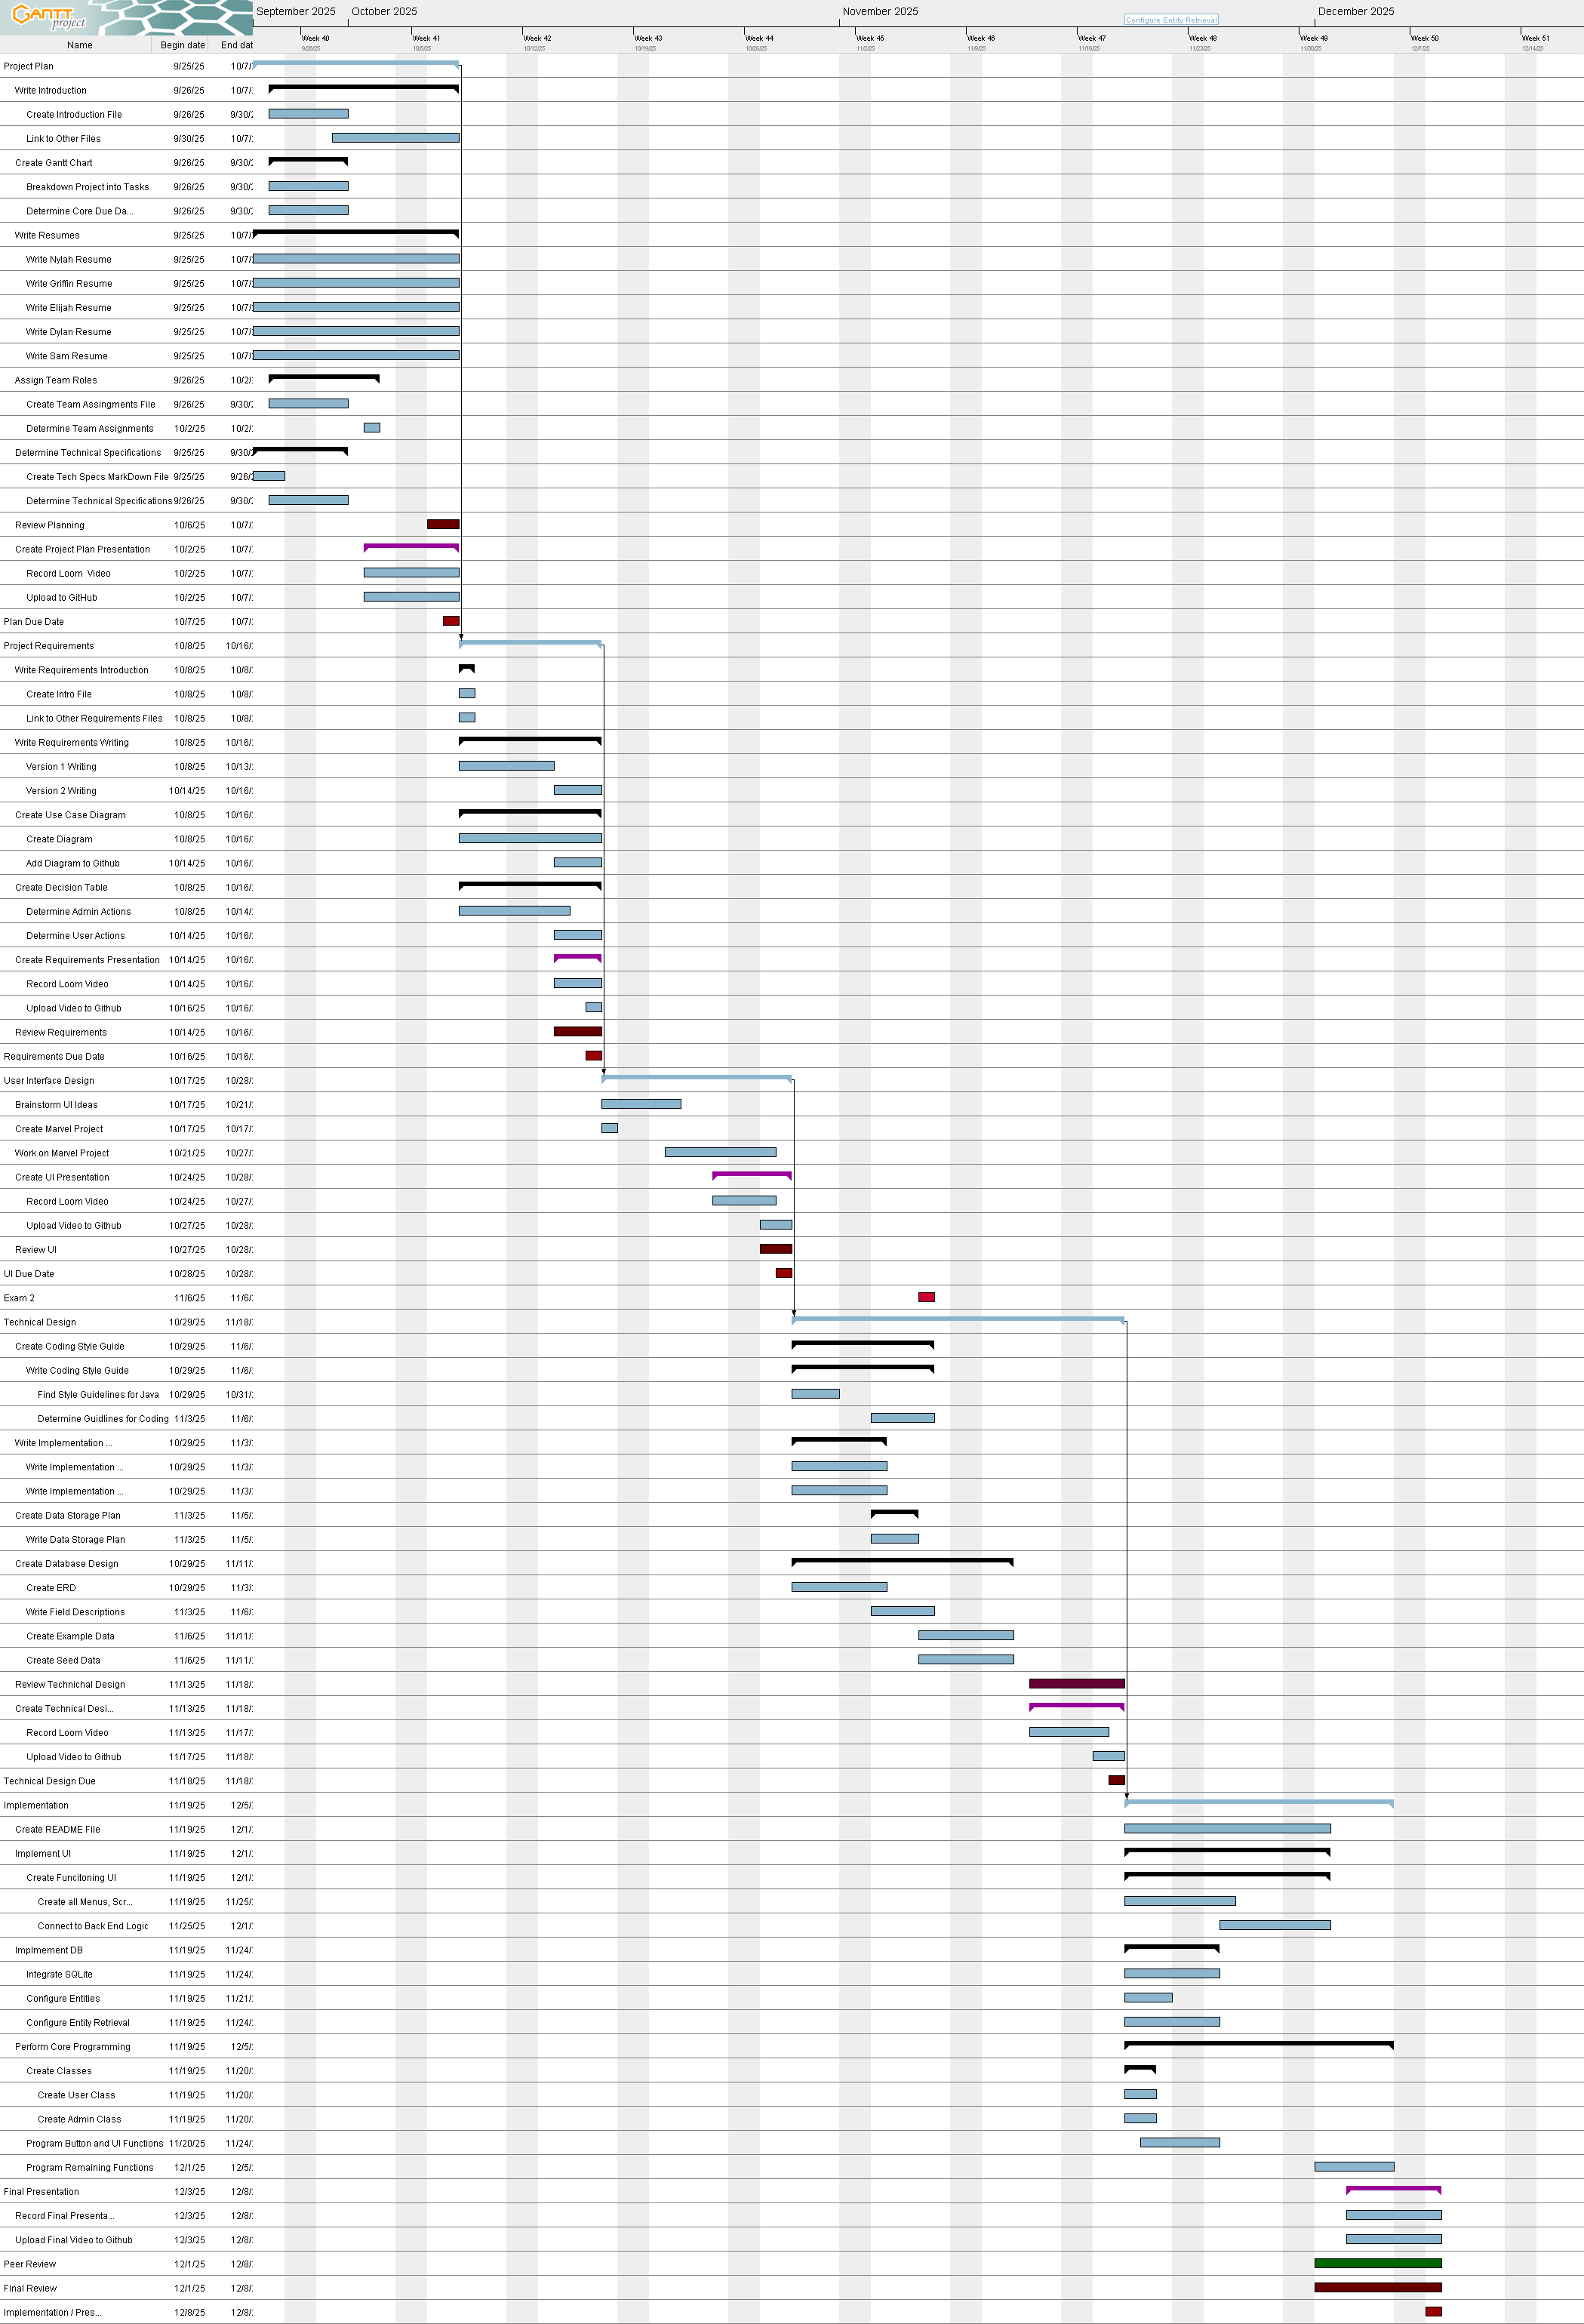 GANTT
project
September 2025 October 2025 November 2025 December 2025
Configure Entity Retrieval
Week 40 Week 41 Week 42 Week 43 Week 44 Week 45 Week 46 Week 47 Week 48 Week 49 Week 50 Week 51
Name Begin date End dat
9/28/25 10/5/25 10/12/25 10/19/25 10/26/25 11/2/25 11/9/25 11/16/25 11/23/25 12/14/25
Project Plan 9/25/25 10/7/
Write Introduction 9/26/25 10/7/
Create Introduction File 9/26/25 9/30/
Link to Other Files 9/30/25 10/7/
Create Gantt Chart 9/26/25 9/30/
Breakdown Project into Tasks 9/26/25 9/30/
Determine Core Due Da... 9/26/25 9/30/
Write Resumes 9/25/25 10/7/
Write Nylah Resume 9/25/25 10/7/
Write Griffin Resume 9/25/25 10/7/
Write Elijah Resume 9/25/25 10/7/
Write Dylan Resume 9/25/25 10/7/
Write Sam Resume 9/25/25 10/7/
Assign Team Roles 9/26/25 10/2/
Create Team Assingments File 9/26/25 9/30/
Determine Team Assignments 10/2/25 10/2/
Determine Technical Specifications 9/25/25 9/30/
Create Tech Specs MarkDown File 9/25/25 9/26/
Determine Technical Specifications 9/26/25 9/30/
Review Planning 10/6/25 10/7/
Create Project Plan Presentation 10/2/25 10/7/
Record Loom Video 10/2/25 10/7/
Upload to GitHub 10/2/25 10/7/
Plan Due Date 10/7/25 10/7/
Project Requirements 10/8/25 10/16/
Write Requirements Introduction 10/8/25 10/8/
Create Intro File 10/8/25 10/8/
Link to Other Requirements Files 10/8/25 10/8/
Write Requirements Writing 10/8/25 10/16/
Version 1 Writing 10/8/25 10/13/
Version 2 Writing 10/14/25 10/16/
Create Use Case Diagram 10/8/25 10/16/
Create Diagram 10/8/25 10/16/
Add Diagram to Github 10/14/25 10/16/
Create Decision Table 10/8/25 10/16/
Determine Admin Actions 10/8/25 10/14/
Determine User Actions 10/14/25 10/16/
Create Requirements Presentation 10/14/25 10/16/
Record Loom Video 10/14/25 10/16/
Upload Video to Github 10/16/25 10/16/
Review Requirements 10/14/25 10/16/
Requirements Due Date 10/16/25 10/16/
User Interface Design 10/17/25 10/28/
Brainstorm UI Ideas 10/17/25 10/21/
Create Marvel Project 10/17/25 10/17/
Work on Marvel Project 10/21/25 10/27/
Create UI Presentation 10/24/25 10/28/
Record Loom Video 10/24/25 10/27/
Upload Video to Github 10/27/25 10/28/
Review UI 10/27/25 10/28/
UI Due Date 10/28/25 10/28/
Exam 2 11/6/25 11/6/
Technical Design 10/29/25 11/18/
Create Coding Style Guide 10/29/25 11/6/
Write Coding Style Guide 10/29/25 11/6/
Find Style Guidelines for Java 10/29/25 10/31/
Determine Guidlines for Coding 11/3/25 11/6/
Write Implementation ... 10/29/25 11/3/
Write Implementation ... 10/29/25 11/3/
Write Implementation ... 10/29/25 11/3/
Create Data Storage Plan 11/3/25 11/5/
Write Data Storage Plan 11/3/25 11/5/
Create Database Design 10/29/25 11/11/
Create ERD 10/29/25 11/3/
Write Field Descriptions 11/3/25 11/6/
Create Example Data 11/6/25 11/11/
Create Seed Data 11/6/25 11/11/
Review Technichal Design 11/13/25 11/18/
Create Technical Desi... 11/13/25 11/18/
Record Loom Video 11/13/25 11/17/
Upload Video to Github 11/17/25 11/18/
Technical Design Due 11/18/25 11/18/
Implementation 11/19/25 12/5/
Create README File 11/19/25 12/1/
Implement UI 11/19/25 12/1/
Create Funcitoning UI 11/19/25 12/1/
Create all Menus, Scr... 11/19/25 11/25/
Connect to Back End Logic 11/25/25 12/1/
Implmement DB 11/19/25 11/24/
Integrate SQLite 11/19/25 11/24/
Configure Entities 11/19/25 11/21/
Configure Entity Retrieval 11/19/25 11/24/
Perform Core Programming 11/19/25 12/5/
Create Classes 11/19/25 11/20/
Create User Class 11/19/25 11/20/
Create Admin Class 11/19/25 11/20/
Program Button and UI Functions 11/20/25 11/24/
Program Remaining Functions 12/1/25 12/5/
Final Presentation 12/3/25 12/8/
Record Final Presenta... 12/3/25 12/8/
Upload Final Video to Github 12/3/25 12/8/
Peer Review 12/1/25 12/8/
Final Review 12/1/25 12/8/
Implementation / Pres... 12/8/25 12/8/